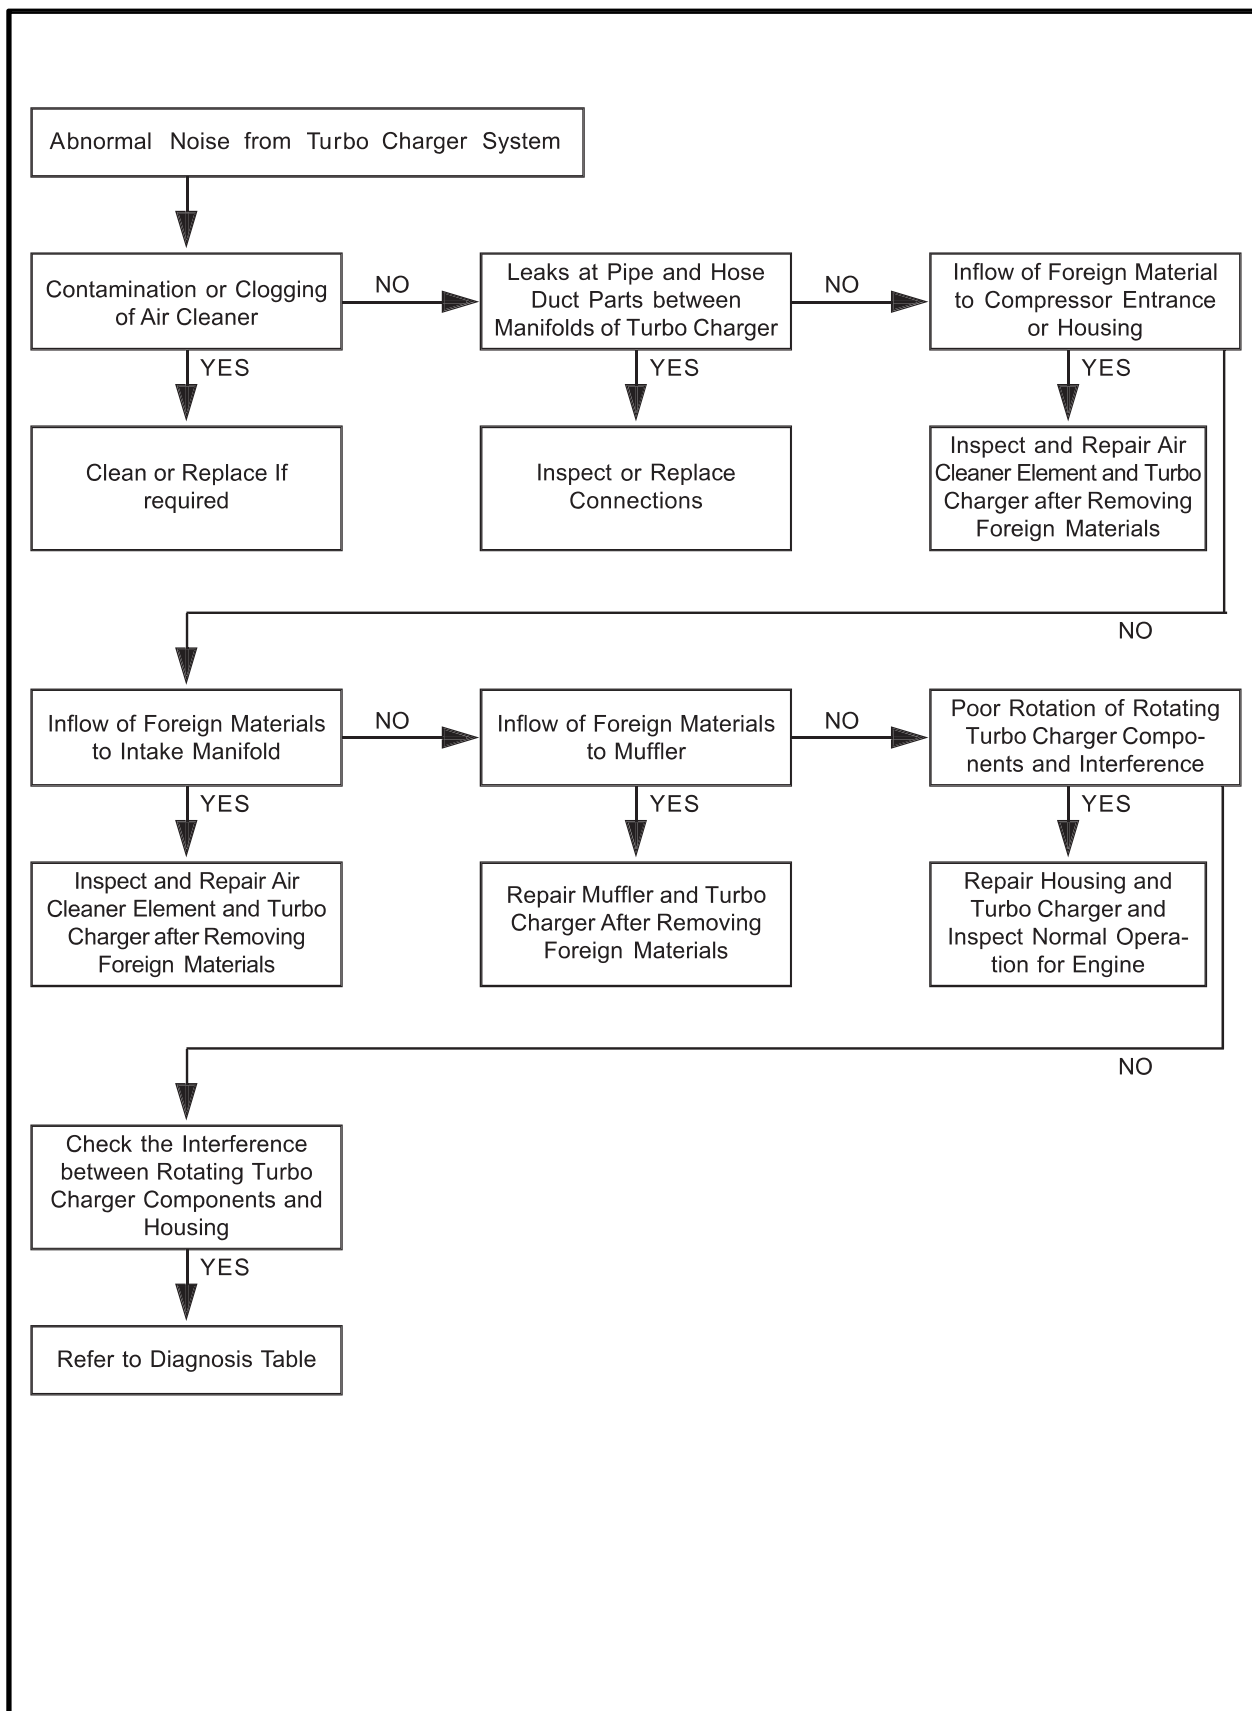 Abnormal Noise from Turbo Charger System
Contamination or Clogging
of Air Cleaner
NO
Leaks at Pipe and Hose
Duct Parts between
Manifolds of Turbo Charger
NO
Inflow of Foreign Material
to Compressor Entrance
or Housing
YES
YES
YES
Clean or Replace If
required
Inspect or Replace
Connections
Inspect and Repair Air
Cleaner Element and Turbo
Charger after Removing
Foreign Materials
NO
Inflow of Foreign Materials
to Intake Manifold
NO
Inflow of Foreign Materials
to Muffler
NO
Poor Rotation of Rotating
Turbo Charger Compo-
nents and Interference
YES
YES
YES
Inspect and Repair Air
Cleaner Element and Turbo
Charger after Removing
Foreign Materials
Repair Muffler and Turbo
Charger After Removing
Foreign Materials
Repair Housing and
Turbo Charger and
Inspect Normal Opera-
tion for Engine
NO
Check the Interference
between Rotating Turbo
Charger Components and
Housing
YES
Refer to Diagnosis Table